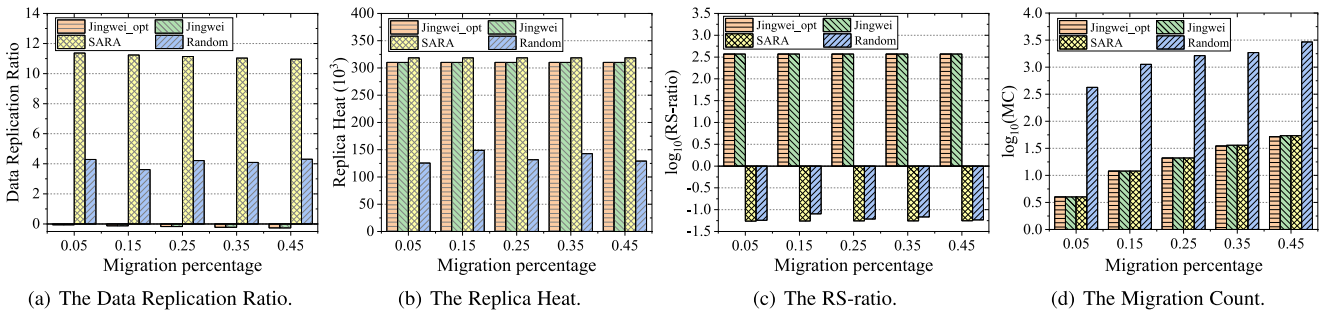 Jingwei_opt Jingwei
SARA Random
14
12
10
8
6
4
2
0
Data Replication Ratio
0.05 0.15 0.25 0.35 0.45
Migration percentage
(a) The Data Replication Ratio.
Jingwei_opt Jingwei
SARA Random
400
350
300
250
200
150
100
50
0
Replica Heat (10³)
0.05 0.15 0.25 0.35 0.45
Migration percentage
(b) The Replica Heat.
Jingwei_opt Jingwei
SARA Random
3.5
3.0
2.5
2.0
1.5
1.0
0.5
0.0
-0.5
-1.0
-1.5
log₁₀(RS-ratio)
0.05 0.15 0.25 0.35 0.45
Migration percentage
(c) The RS-ratio.
Jingwei_opt Jingwei
SARA Random
4.0
3.5
3.0
2.5
2.0
1.5
1.0
0.5
0.0
log₁₀(MC)
0.05 0.15 0.25 0.35 0.45
Migration percentage
(d) The Migration Count.